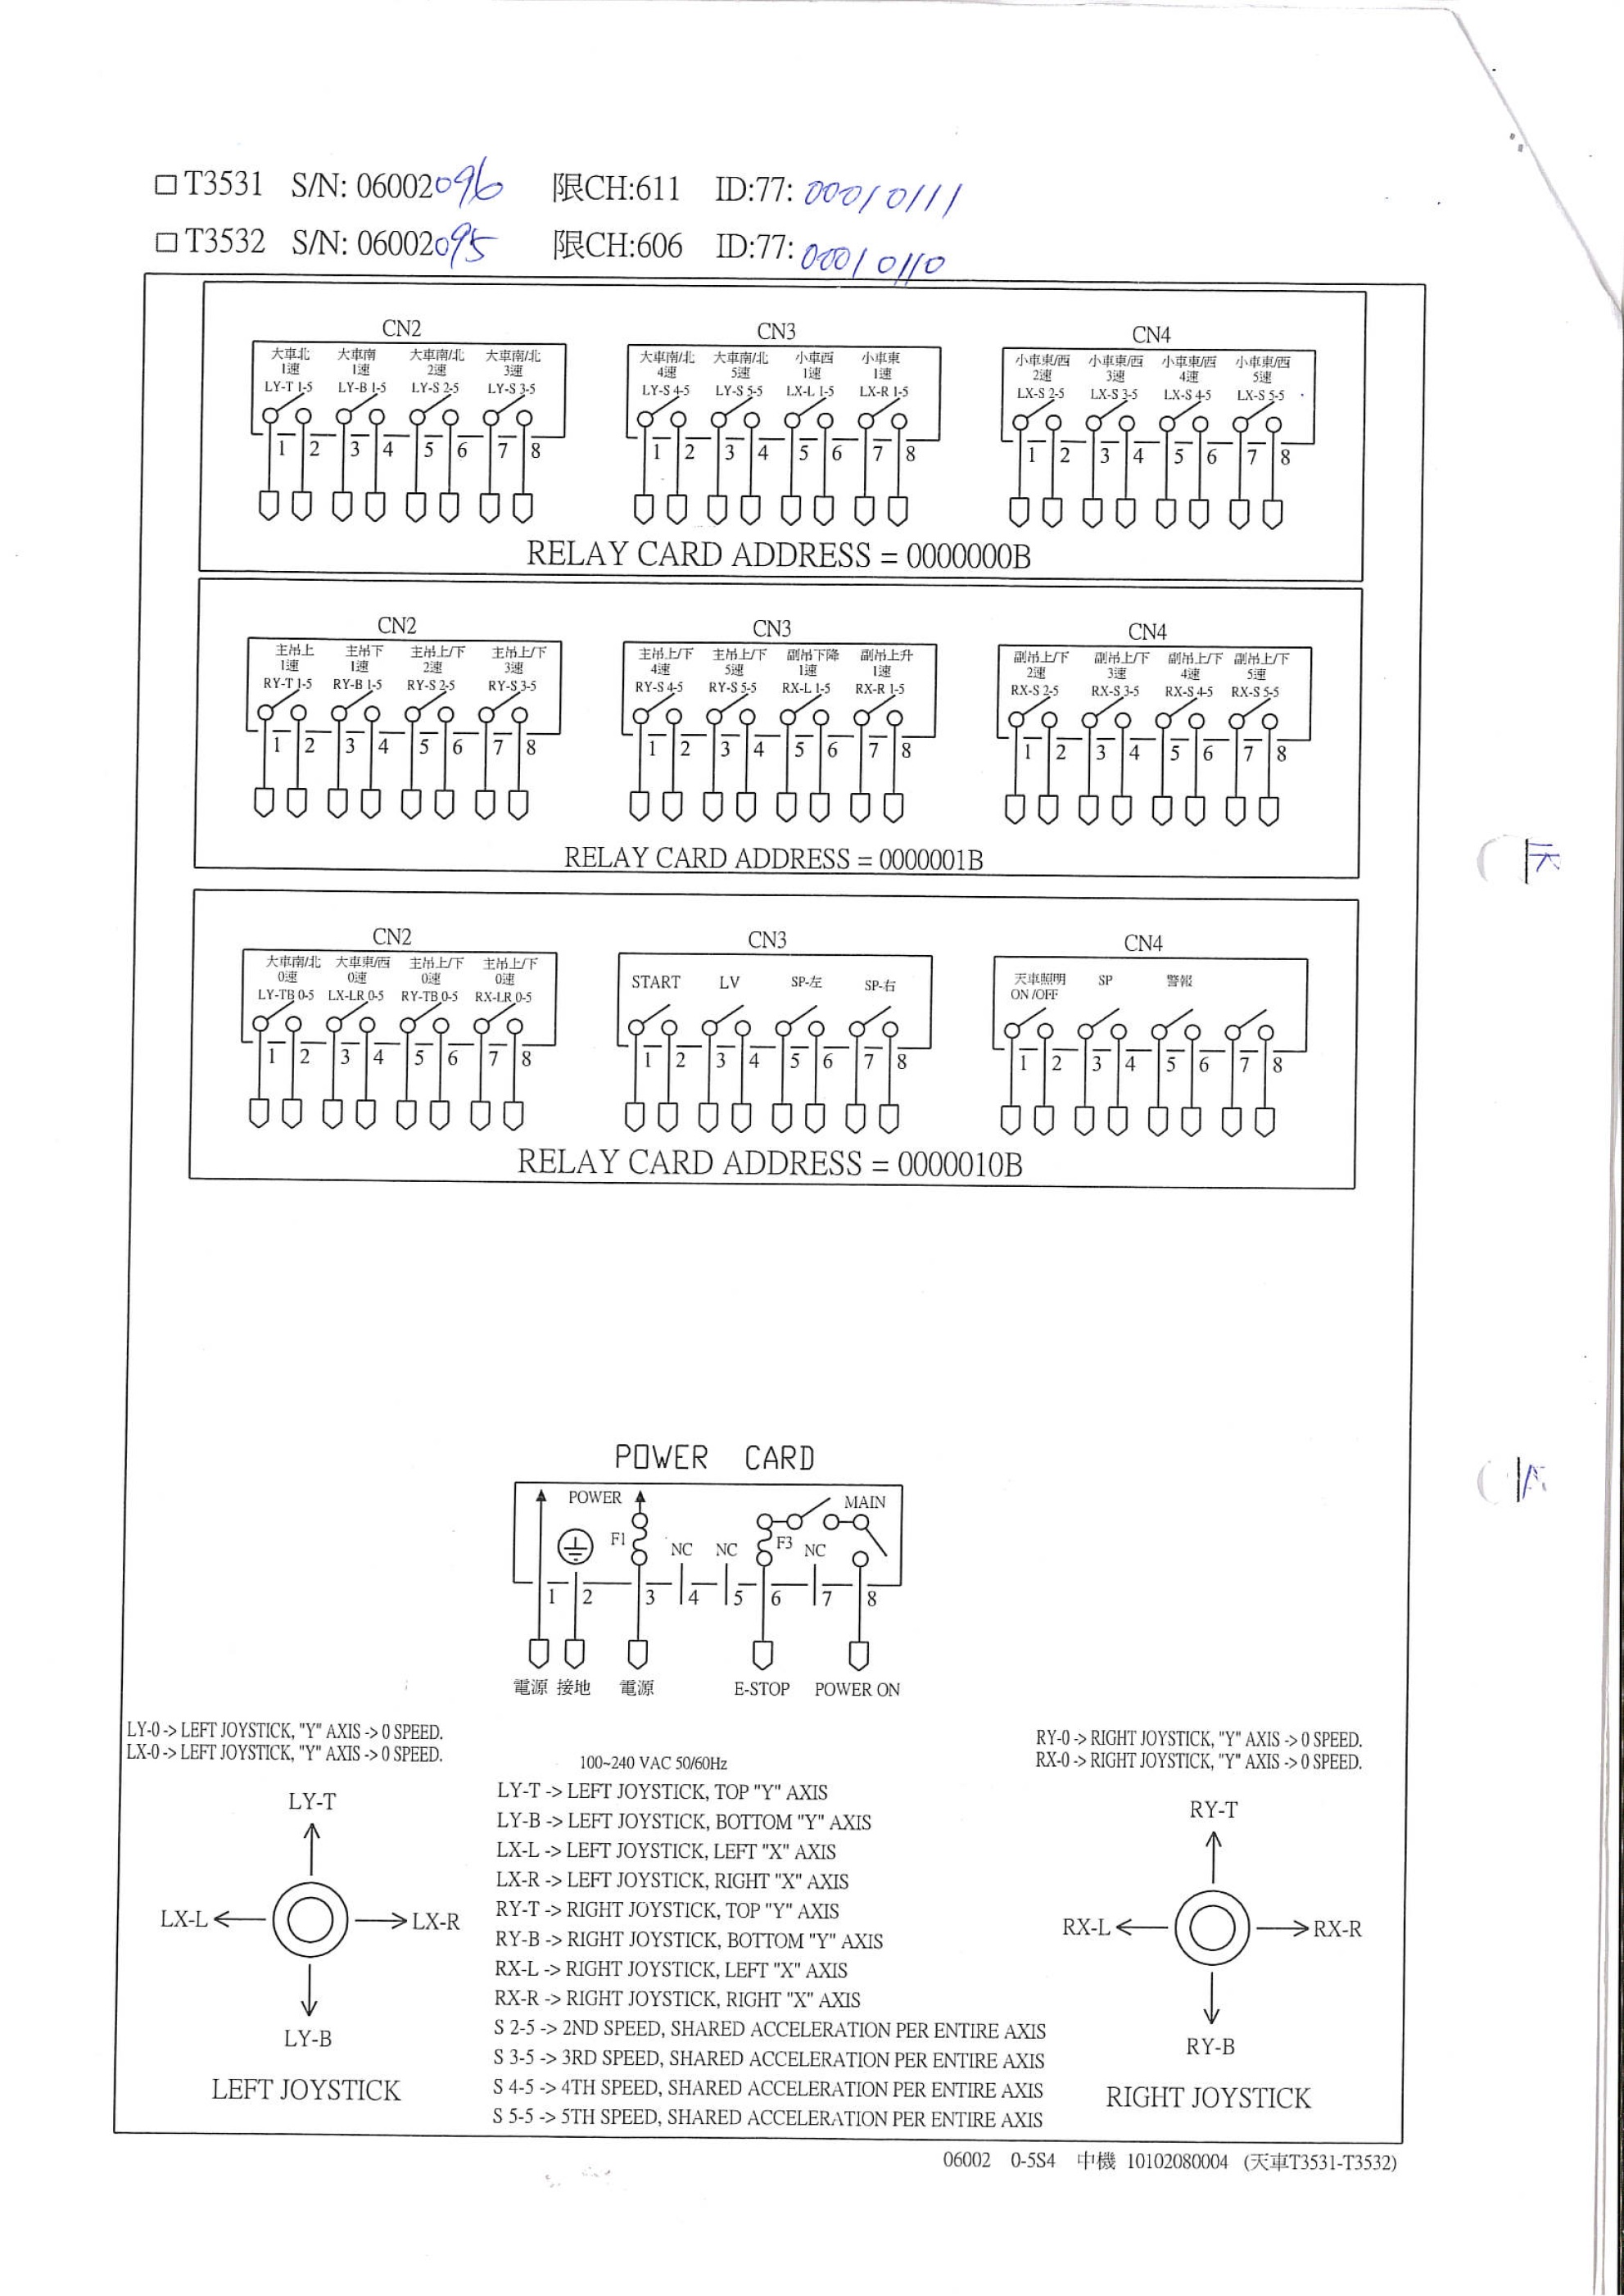 □T3531 S/N: 06002096 限CH:611 ID:77: 00010111
□T3532 S/N: 06002095 限CH:606 ID:77: 00010110
CN2 CN3 CN4
大車北 大車南 大車南/北 大車南/北 大車南/北 大車南/北 小車西 小車東 小車東/西 小車東/西 小車東/西 小車東/西
1速 1速 2速 3速 4速 5速 1速 1速 2速 3速 4速 5速
LY-T 1-5 LY-B 1-5 LY-S 2-5 LY-S 3-5 LY-S 4-5 LY-S 5-5 LX-L 1-5 LX-R 1-5 LX-S 2-5 LX-S 3-5 LX-S 4-5 LX-S 5-5
1 2 3 4 5 6 7 8 1 2 3 4 5 6 7 8 1 2 3 4 5 6 7 8
RELAY CARD ADDRESS = 0000000B
CN2 CN3 CN4
主吊上 主吊下 主吊上/下 主吊上/下 主吊上/下 主吊上/下 副吊下降 副吊上升 副吊上/下 副吊上/下 副吊上/下 副吊上/下
1速 1速 2速 3速 4速 5速 1速 1速 2速 3速 4速 5速
RY-T 1-5 RY-B 1-5 RY-S 2-5 RY-S 3-5 RY-S 4-5 RY-S 5-5 RX-L 1-5 RX-R 1-5 RX-S 2-5 RX-S 3-5 RX-S 4-5 RX-S 5-5
1 2 3 4 5 6 7 8 1 2 3 4 5 6 7 8 1 2 3 4 5 6 7 8
RELAY CARD ADDRESS = 0000001B
CN2 CN3 CN4
大車南/北 大車東/西 主吊上/下 主吊上/下 START LV SP-左 SP-右 天車照明 SP 警報
0速 0速 0速 0速 ON /OFF
LY-TB 0-5 LX-LR 0-5 RY-TB 0-5 RX-LR 0-5
1 2 3 4 5 6 7 8 1 2 3 4 5 6 7 8 1 2 3 4 5 6 7 8
RELAY CARD ADDRESS = 0000010B
POWER CARD
POWER MAIN
F1 NC NC F3 NC
1 2 3 4 5 6 7 8
電源 接地 電源 E-STOP POWER ON
LY-0 -> LEFT JOYSTICK, "Y" AXIS -> 0 SPEED.
LX-0 -> LEFT JOYSTICK, "Y" AXIS -> 0 SPEED.
RY-0 -> RIGHT JOYSTICK, "Y" AXIS -> 0 SPEED.
RX-0 -> RIGHT JOYSTICK, "Y" AXIS -> 0 SPEED.
100~240 VAC 50/60Hz
LY-T -> LEFT JOYSTICK, TOP "Y" AXIS
LY-B -> LEFT JOYSTICK, BOTTOM "Y" AXIS
LX-L -> LEFT JOYSTICK, LEFT "X" AXIS
LX-R -> LEFT JOYSTICK, RIGHT "X" AXIS
RY-T -> RIGHT JOYSTICK, TOP "Y" AXIS
RY-B -> RIGHT JOYSTICK, BOTTOM "Y" AXIS
RX-L -> RIGHT JOYSTICK, LEFT "X" AXIS
RX-R -> RIGHT JOYSTICK, RIGHT "X" AXIS
S 2-5 -> 2ND SPEED, SHARED ACCELERATION PER ENTIRE AXIS
S 3-5 -> 3RD SPEED, SHARED ACCELERATION PER ENTIRE AXIS
S 4-5 -> 4TH SPEED, SHARED ACCELERATION PER ENTIRE AXIS
S 5-5 -> 5TH SPEED, SHARED ACCELERATION PER ENTIRE AXIS
LY-T
LX-L LX-R
LY-B
LEFT JOYSTICK
RY-T
RX-L RX-R
RY-B
RIGHT JOYSTICK
06002 0-5S4 中機 10102080004 (天車T3531-T3532)